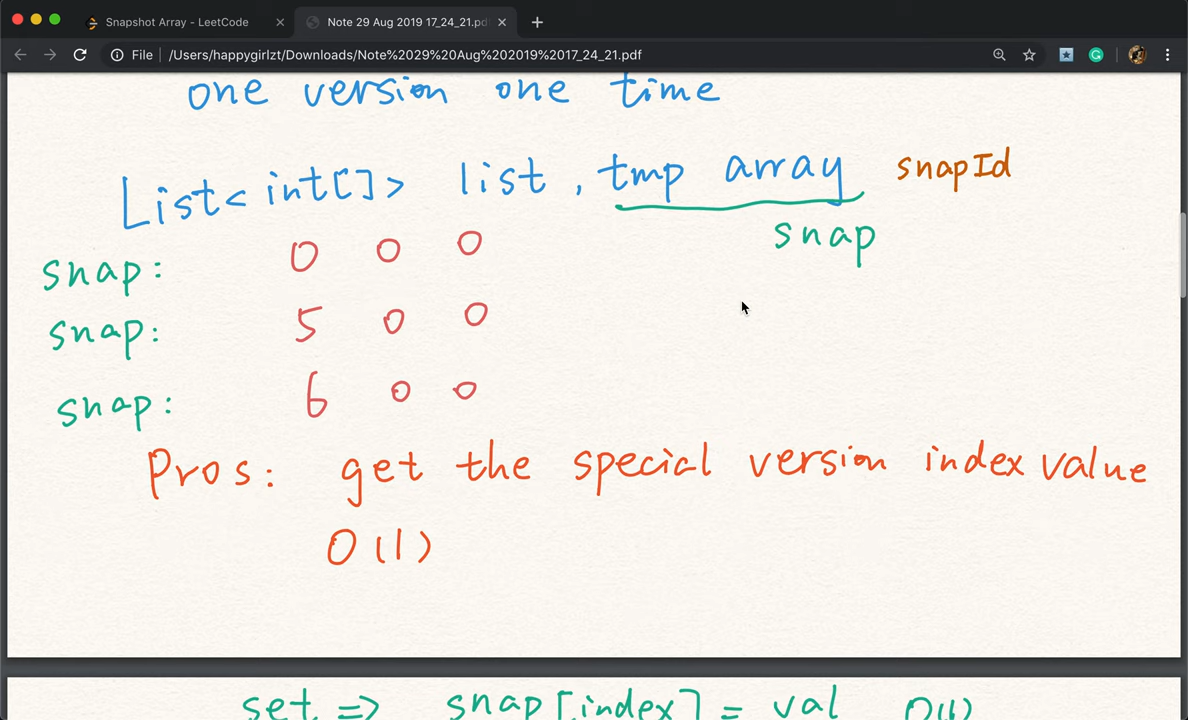 Snapshot Array - LeetCode
Note 29 Aug 2019 17_24_21.pd
File /Users/happygirlzt/Downloads/Note%2029%20Aug%202019%2017_24_21.pdf
one version one time
List<int[]> list, tmp array snapId
snap
snap: 0 0 0
snap: 5 0 0
snap: 6 0 0
Pros: get the special version index value
O(1)
set => snap[index] = val O(1)